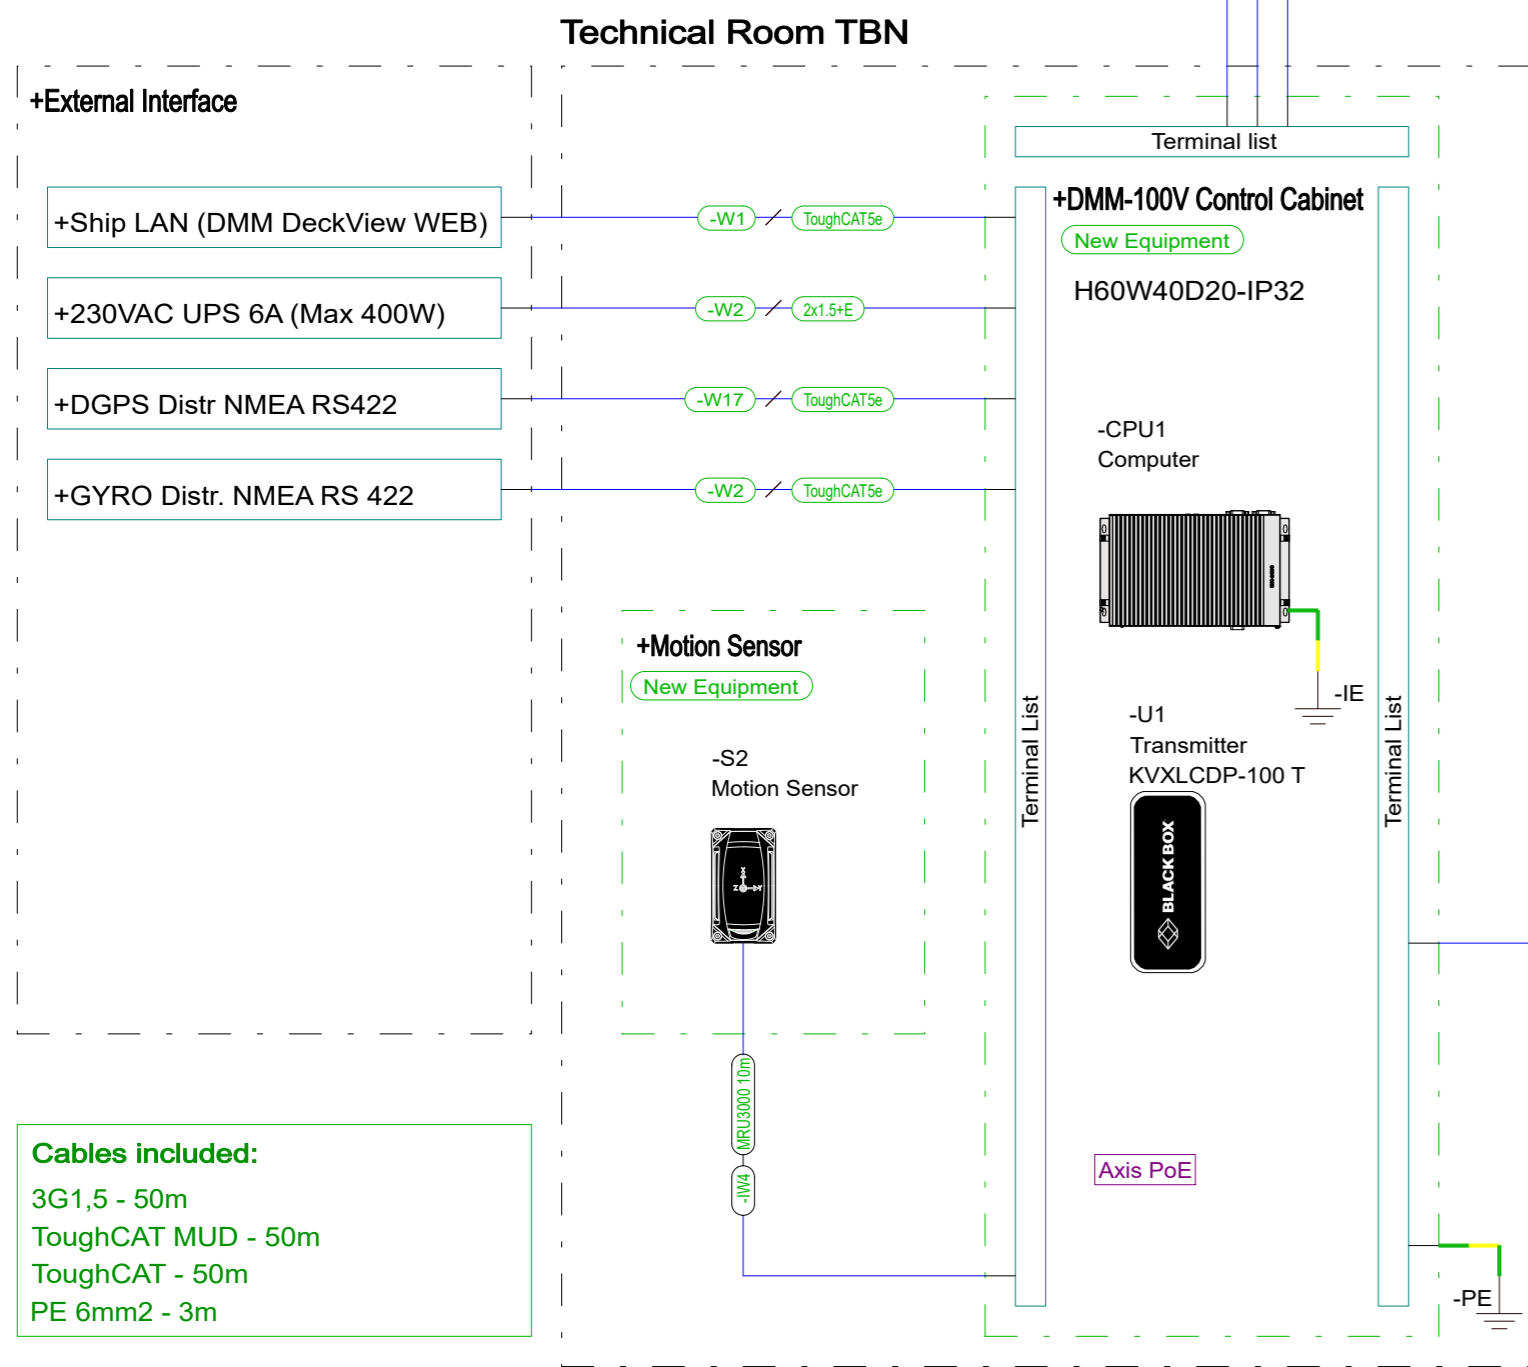 Technical Room TBN
+External Interface
Terminal list
+Ship LAN (DMM DeckView WEB)
-W1
ToughCAT5e
+DMM-100V Control Cabinet
New Equipment
+230VAC UPS 6A (Max 400W)
-W2
2x1.5+E
H60W40D20-IP32
+DGPS Distr NMEA RS422
-W17
ToughCAT5e
-CPU1
Computer
+GYRO Distr. NMEA RS 422
-W2
ToughCAT5e
+Motion Sensor
New Equipment
-IE
Terminal List
Terminal List
-U1
Transmitter
KVXLCDP-100 T
-S2
Motion Sensor
BLACK BOX
X
Z
Y
MRU3000 10m
-IW4
Axis PoE
Cables included:
3G1,5 - 50m
ToughCAT MUD - 50m
ToughCAT - 50m
PE 6mm2 - 3m
-PE